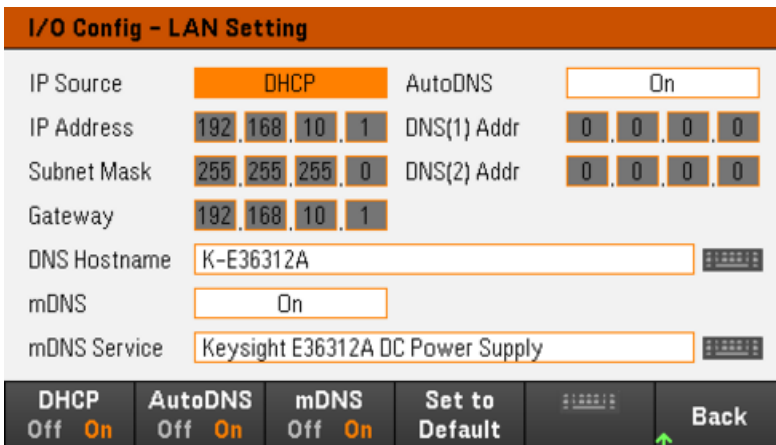 I/O Config – LAN Setting
IP Source DHCP AutoDNS On
IP Address 192.168.10.1 DNS(1) Addr 0.0.0.0
Subnet Mask 255.255.255.0 DNS(2) Addr 0.0.0.0
Gateway 192.168.10.1
DNS Hostname K-E36312A
mDNS On
mDNS Service Keysight E36312A DC Power Supply
DHCP AutoDNS mDNS Set to Back
Off On Off On Off On Default